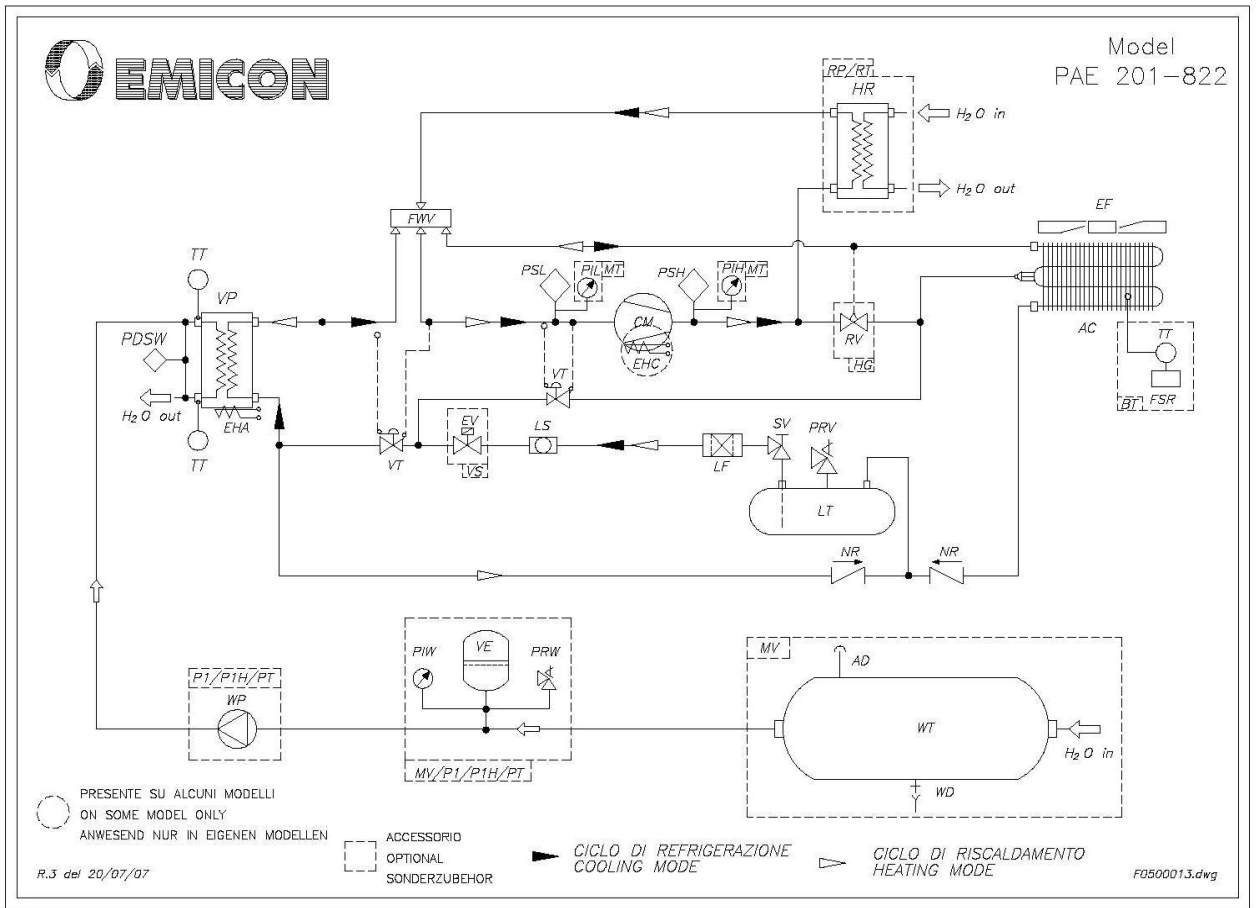 EMICON
Model
PAE 201-822
RP/RT
HR
H₂O in
H₂O out
FWV
EF
TT
VP
PSL
PIL
MT
PSH
PIH
MT
PDSW
CM
EHC
RV
HG
AC
TT
FSR
BT
H₂O out
EHA
TT
VT
VT
EV
VS
LS
LF
SV
PRV
LT
NR
NR
P1/P1H/PT
WP
PIW
VE
PRW
MV/P1/P1H/PT
MV
AD
WT
H₂O in
WD
PRESENTE SU ALCUNI MODELLI
ON SOME MODEL ONLY
ANWESEND NUR IN EIGENEN MODELLEN
ACCESSORIO
OPTIONAL
SONDERZUBEHOR
CICLO DI REFRIGERAZIONE
COOLING MODE
CICLO DI RISCALDAMENTO
HEATING MODE
R.3 del 20/07/07
F0500013.dwg